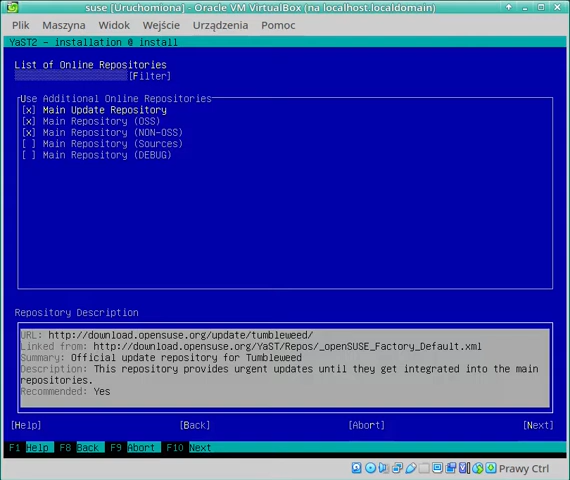 suse [Uruchomiona] - Oracle VM VirtualBox (na localhost.localdomain)
Plik Maszyna Widok Wejście Urządzenia Pomoc
YaST2 - installation @ install
List of Online Repositories
[Filter]
Use Additional Online Repositories
[x] Main Update Repository
[x] Main Repository (OSS)
[x] Main Repository (NON-OSS)
[ ] Main Repository (Sources)
[ ] Main Repository (DEBUG)
Repository Description
URL: http://download.opensuse.org/update/tumbleweed/
Linked from: http://download.opensuse.org/YaST/Repos/_openSUSE_Factory_Default.xml
Summary: Official update repository for Tumbleweed
Description: This repository provides urgent updates until they get integrated into the main
repositories.
Recommended: Yes
[Help] [Back] [Abort] [Next]
F1 Help F8 Back F9 Abort F10 Next
Prawy Ctrl